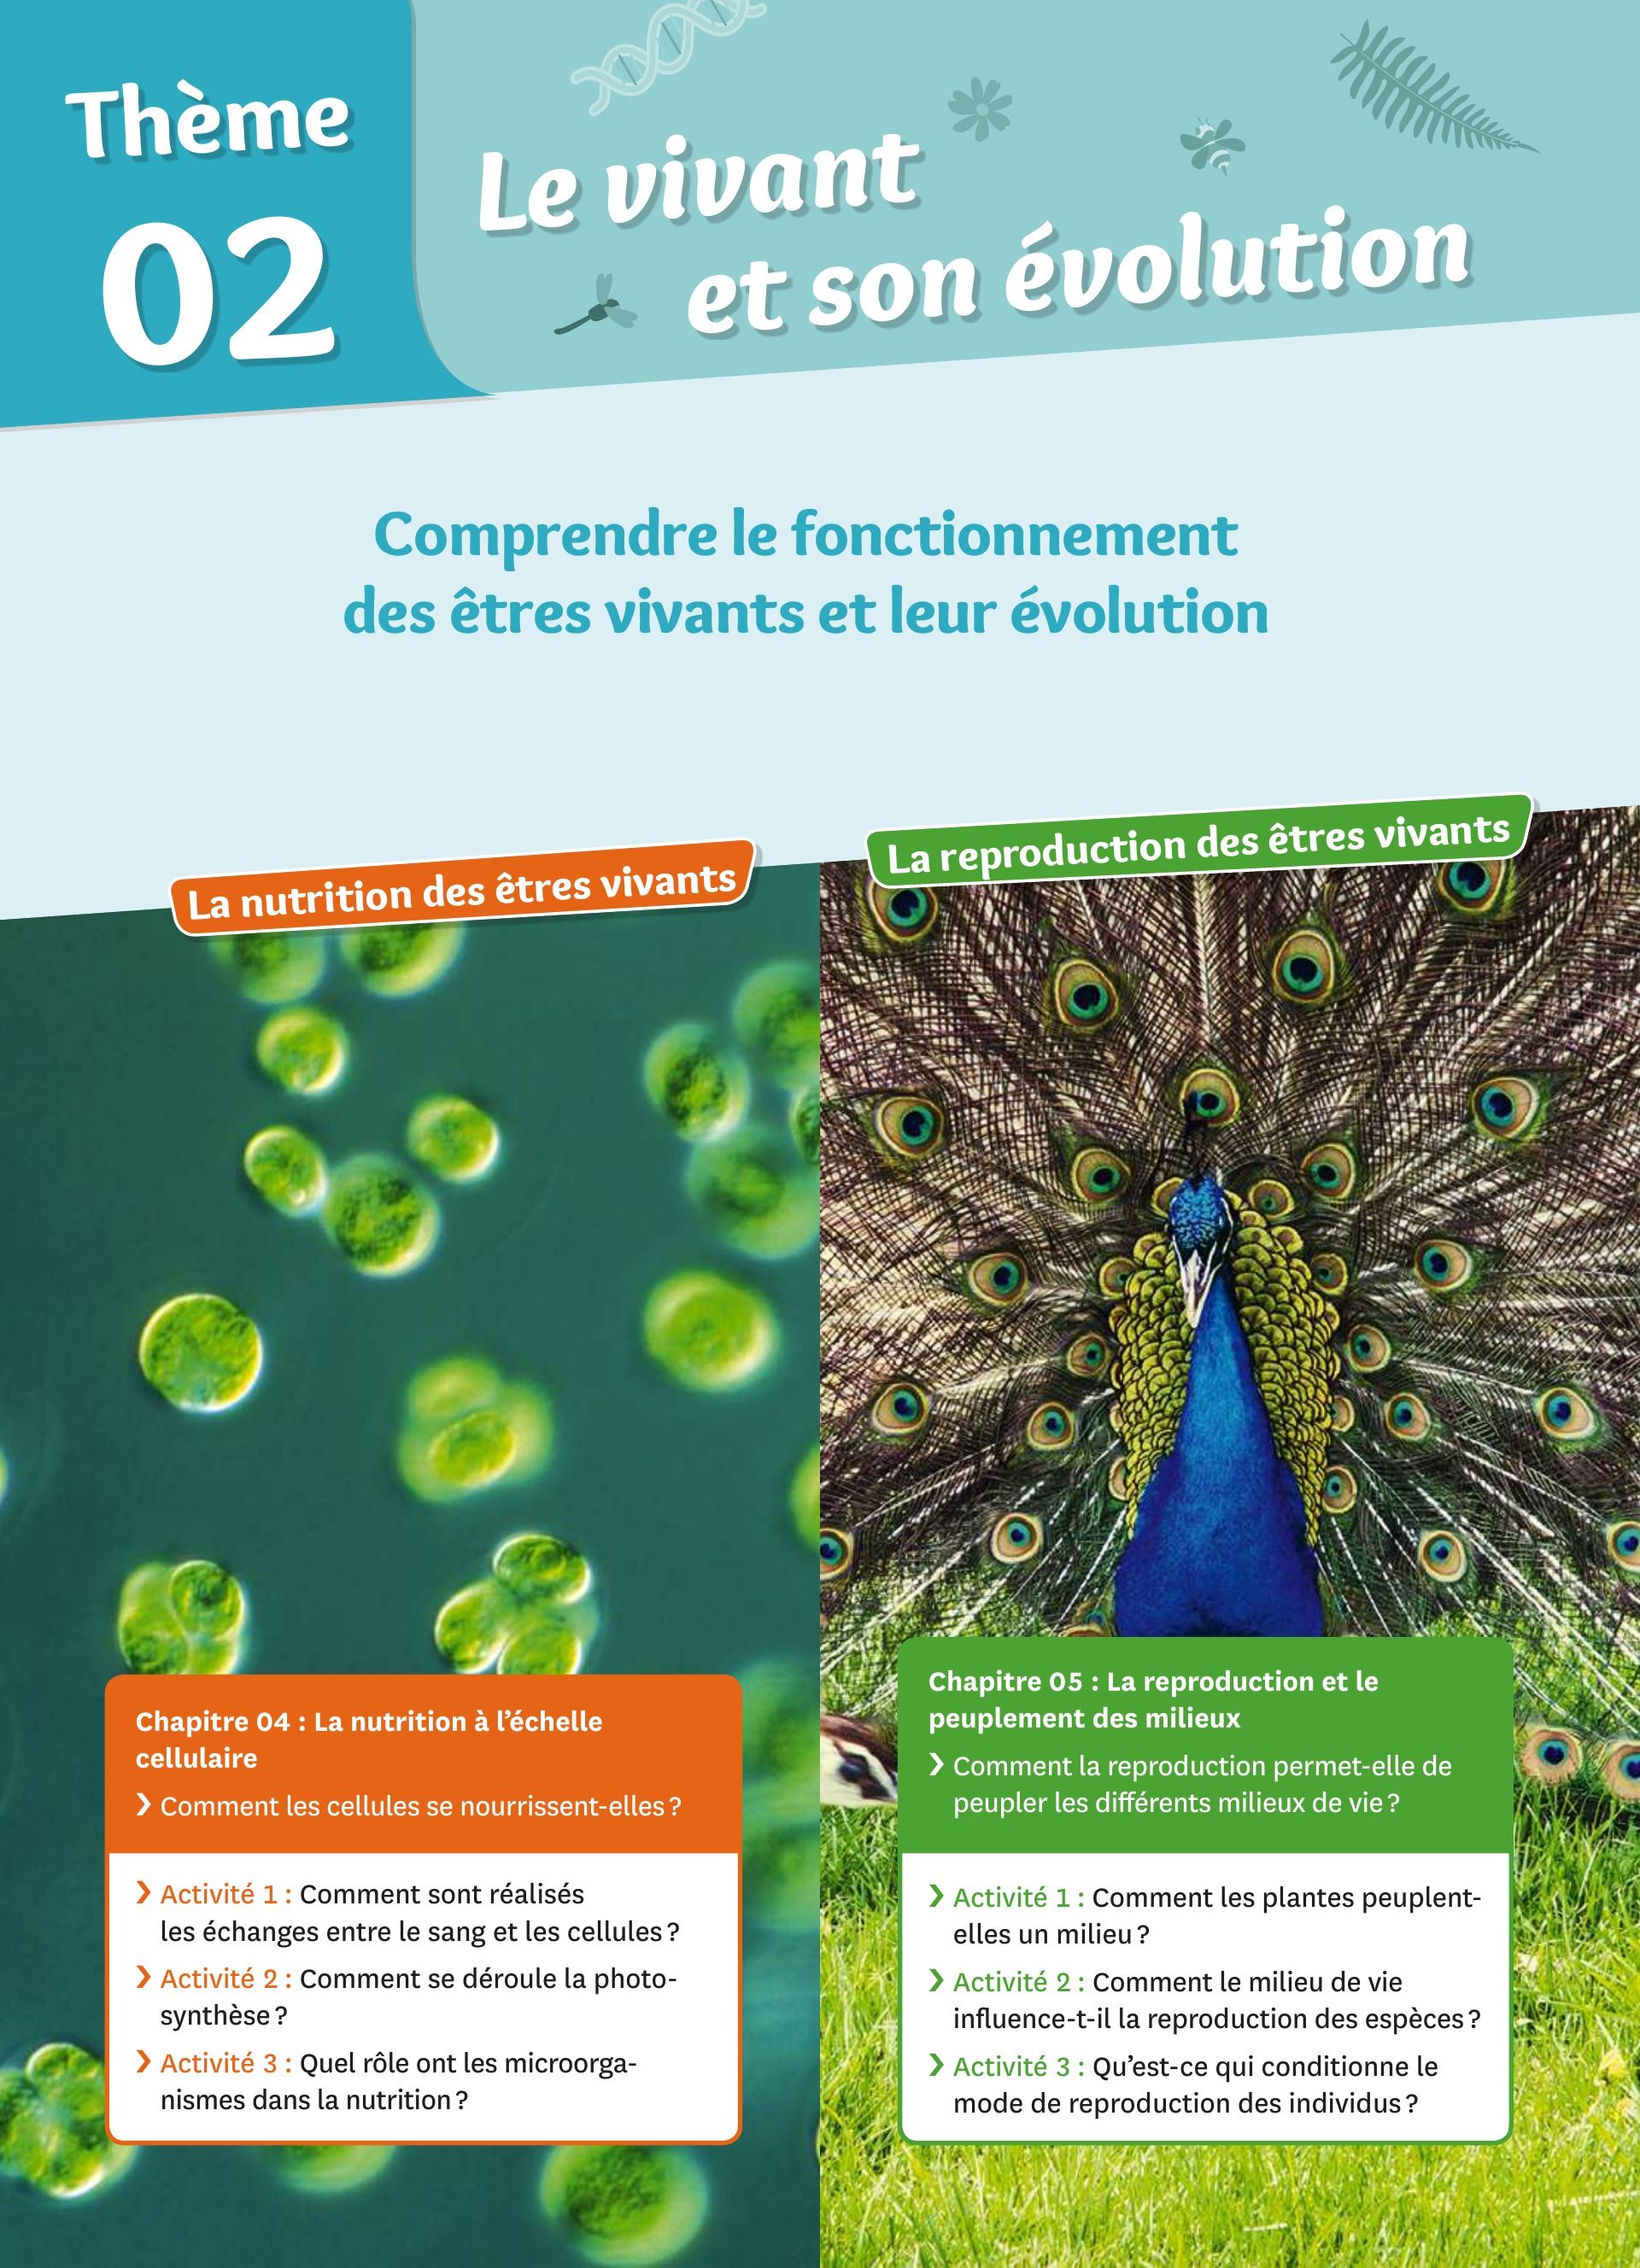 Thème
02
Le vivant
et son évolution
Comprendre le fonctionnement
des êtres vivants et leur évolution
La nutrition des êtres vivants
Chapitre 04 : La nutrition à l’échelle
cellulaire
❯ Comment les cellules se nourrissent-elles ?
❯ Activité 1 : Comment sont réalisés
les échanges entre le sang et les cellules ?
❯ Activité 2 : Comment se déroule la photo-
synthèse ?
❯ Activité 3 : Quel rôle ont les microorga-
nismes dans la nutrition ?
La reproduction des êtres vivants
Chapitre 05 : La reproduction et le
peuplement des milieux
❯ Comment la reproduction permet-elle de
peupler les différents milieux de vie ?
❯ Activité 1 : Comment les plantes peuplent-
elles un milieu ?
❯ Activité 2 : Comment le milieu de vie
influence-t-il la reproduction des espèces ?
❯ Activité 3 : Qu’est-ce qui conditionne le
mode de reproduction des individus ?